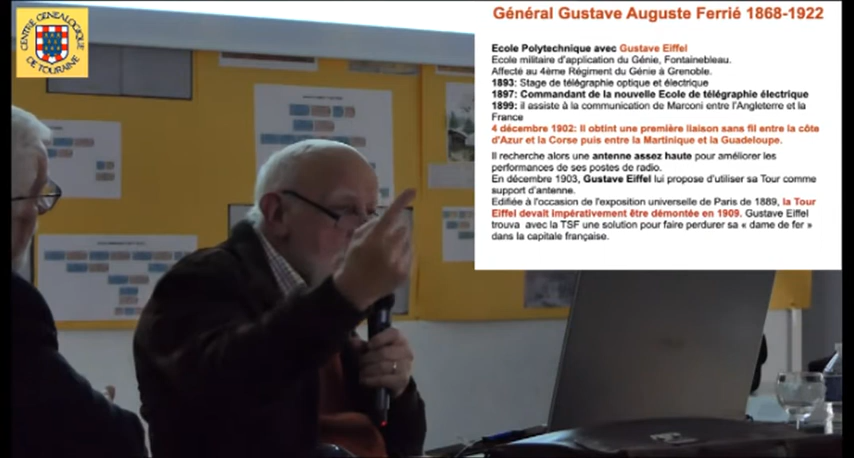 CENTRE GENEALOGIQUE
DE TOURAINE
Général Gustave Auguste Ferrié 1868-1922
Ecole Polytechnique avec Gustave Eiffel
Ecole militaire d'application du Génie, Fontainebleau.
Affecté au 4ème Régiment du Génie à Grenoble.
1893: Stage de télégraphie optique et électrique
1897: Commandant de la nouvelle Ecole de télégraphie électrique
1899: il assiste à la communication de Marconi entre l'Angleterre et la
France
4 décembre 1902: Il obtint une première liaison sans fil entre la côte
d'Azur et la Corse puis entre la Martinique et la Guadeloupe.
Il recherche alors une antenne assez haute pour améliorer les
performances de ses postes de radio.
En décembre 1903, Gustave Eiffel lui propose d'utiliser sa Tour comme
support d'antenne.
Edifiée à l'occasion de l'exposition universelle de Paris de 1889, la Tour
Eiffel devait impérativement être démontée en 1909. Gustave Eiffel
trouva avec la TSF une solution pour faire perdurer sa « dame de fer »
dans la capitale française.